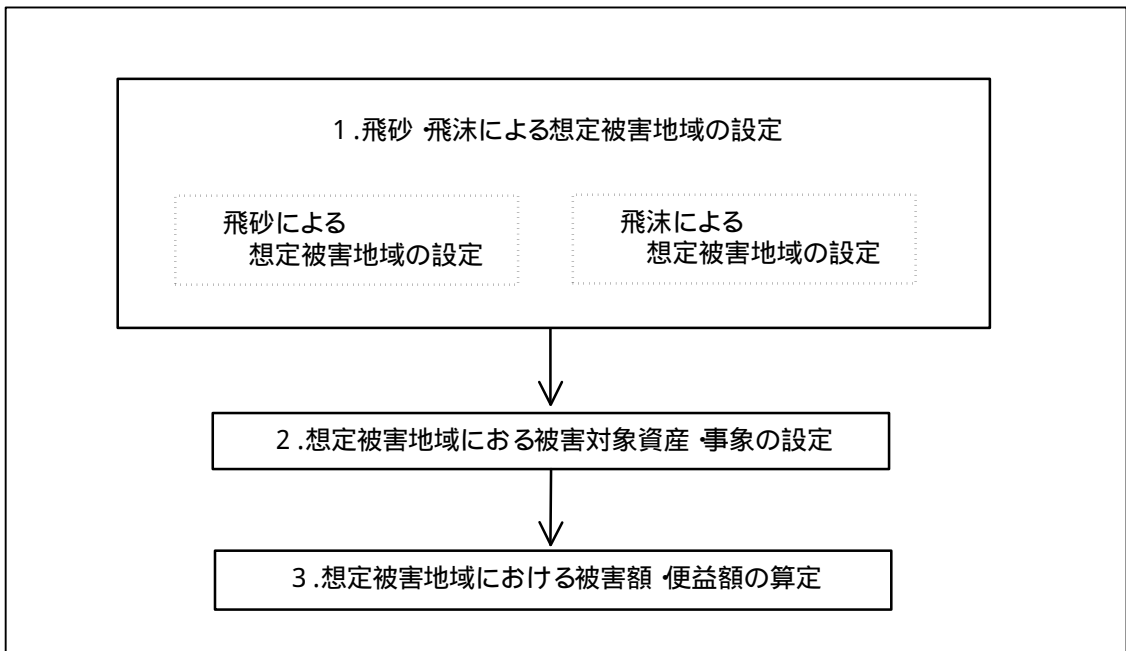 1.飛砂・飛沫による想定被害地域の設定
飛砂による
想定被害地域の設定
飛沫による
想定被害地域の設定
2.想定被害地域におる被害対象資産・事象の設定
3.想定被害地域における被害額・便益額の算定